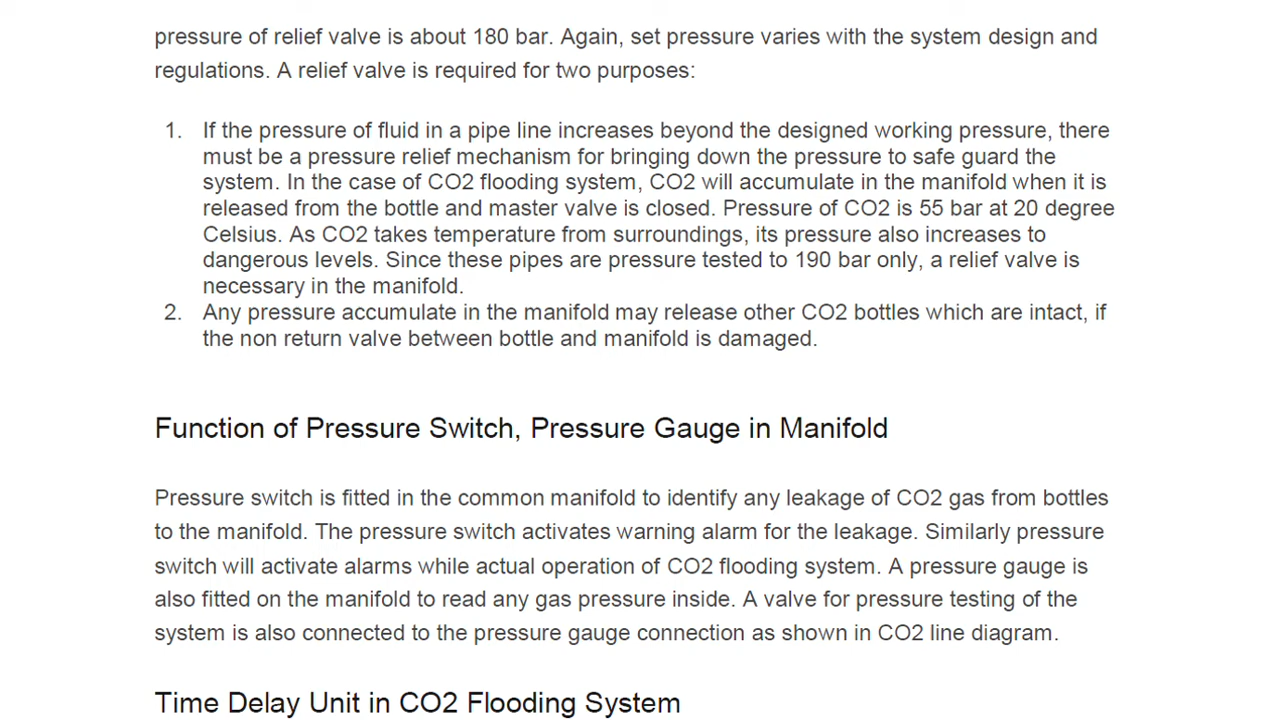 pressure of relief valve is about 180 bar. Again, set pressure varies with the system design and
regulations. A relief valve is required for two purposes:
1. If the pressure of fluid in a pipe line increases beyond the designed working pressure, there
must be a pressure relief mechanism for bringing down the pressure to safe guard the
system. In the case of CO2 flooding system, CO2 will accumulate in the manifold when it is
released from the bottle and master valve is closed. Pressure of CO2 is 55 bar at 20 degree
Celsius. As CO2 takes temperature from surroundings, its pressure also increases to
dangerous levels. Since these pipes are pressure tested to 190 bar only, a relief valve is
necessary in the manifold.
2. Any pressure accumulate in the manifold may release other CO2 bottles which are intact, if
the non return valve between bottle and manifold is damaged.
Function of Pressure Switch, Pressure Gauge in Manifold
Pressure switch is fitted in the common manifold to identify any leakage of CO2 gas from bottles
to the manifold. The pressure switch activates warning alarm for the leakage. Similarly pressure
switch will activate alarms while actual operation of CO2 flooding system. A pressure gauge is
also fitted on the manifold to read any gas pressure inside. A valve for pressure testing of the
system is also connected to the pressure gauge connection as shown in CO2 line diagram.
Time Delay Unit in CO2 Flooding System